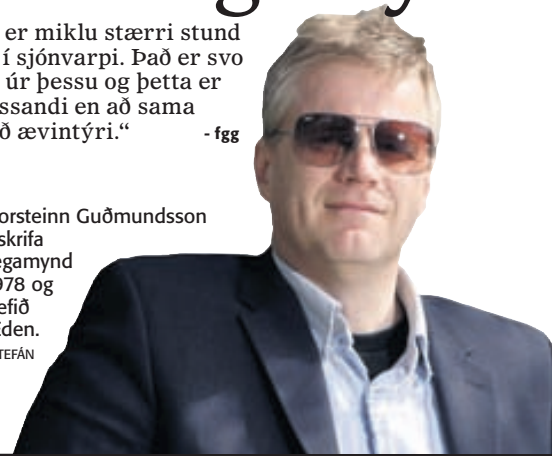 er miklu stærri stund
í sjónvarpi. Það er svo
úr þessu og þetta er
ssandi en að sama
ð ævintýri.“ - fgg
orsteinn Guðmundsson
skrifa
egamynd
978 og
efið
Eden.
TEFÁN